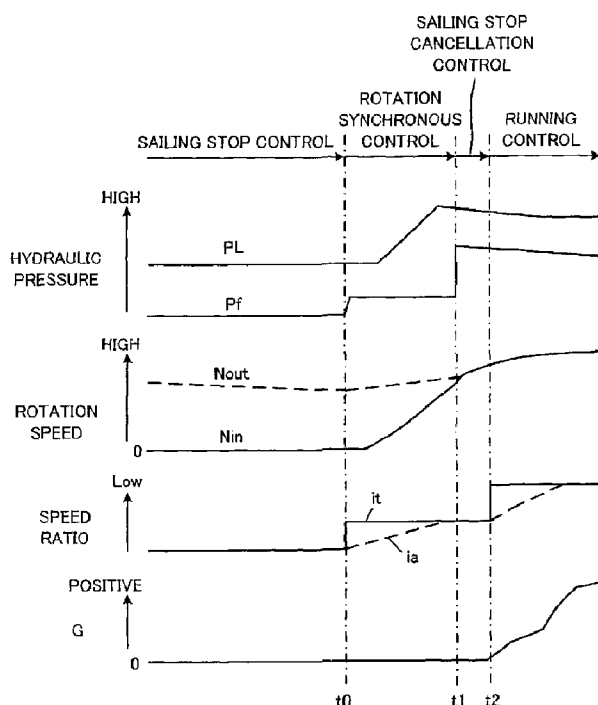 SAILING STOP
CANCELLATION
CONTROL
ROTATION
SYNCHRONOUS
CONTROL
RUNNING
CONTROL
SAILING STOP CONTROL
HIGH
HYDRAULIC
PRESSURE
PL
Pf
HIGH
ROTATION
SPEED
Nout
Nin
0
Low
SPEED
RATIO
it
ia
POSITIVE
G
0
t0 t1 t2